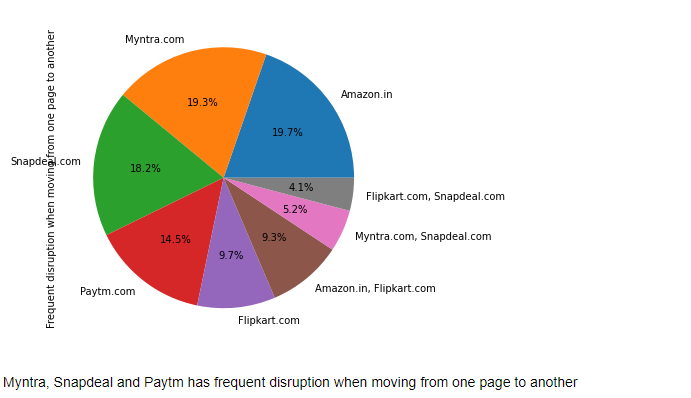 Myntra.com
Amazon.in
19.3%
19.7%
Snapdeal.com
18.2%
4.1%
Flipkart.com, Snapdeal.com
5.2%
Myntra.com, Snapdeal.com
14.5%
9.3%
9.7%
Paytm.com
Amazon.in, Flipkart.com
Flipkart.com
Frequent disruption when moving from one page to another
Myntra, Snapdeal and Paytm has frequent disruption when moving from one page to another